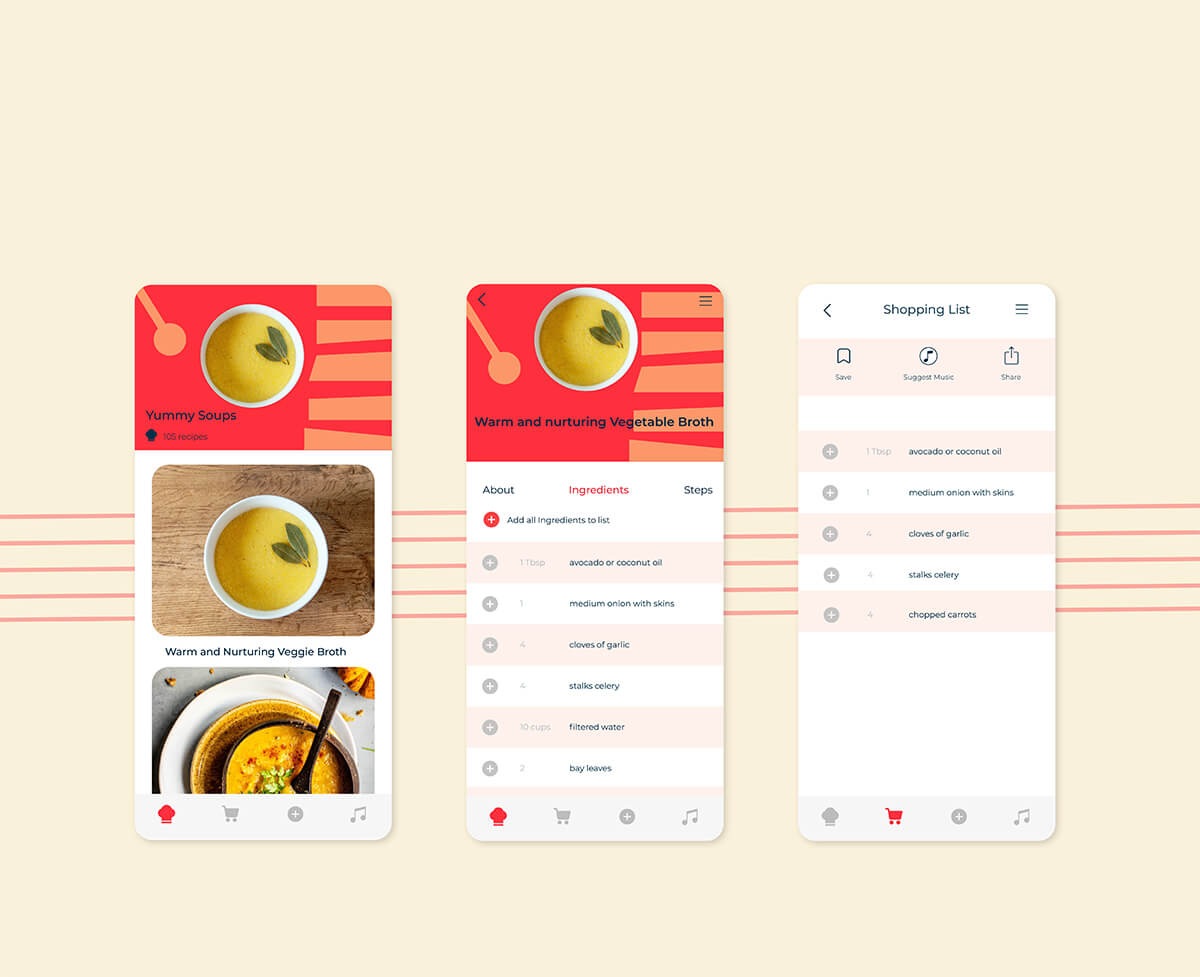 Yummy Soups
105 recipes
Warm and Nurturing Veggie Broth
Warm and nurturing Vegetable Broth
About Ingredients Steps
Add all Ingredients to list
1 Tbsp avocado or coconut oil
1 medium onion with skins
4 cloves of garlic
4 stalks celery
10 cups filtered water
2 bay leaves
Shopping List
Save Suggest Music Share
1 Tbsp avocado or coconut oil
1 medium onion with skins
4 cloves of garlic
4 stalks celery
4 chopped carrots